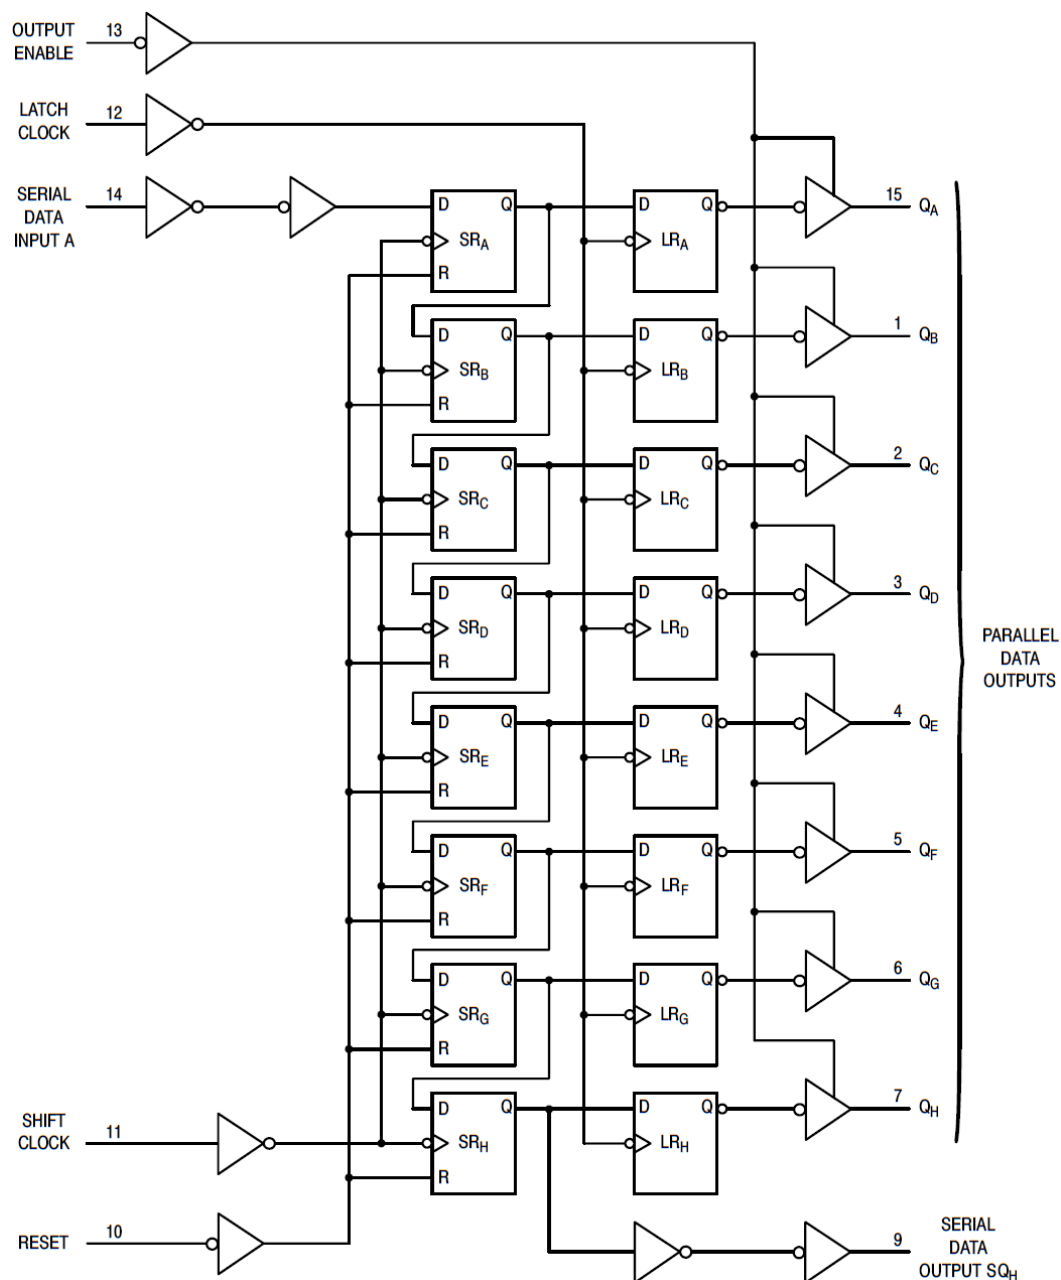 OUTPUT
ENABLE
13
LATCH
CLOCK
12
SERIAL
DATA
INPUT A
14
D Q
SRA
R
D Q
LRA
15 QA
D Q
SRB
R
D Q
LRB
1 QB
D Q
SRC
R
D Q
LRC
2 QC
D Q
SRD
R
D Q
LRD
3 QD
PARALLEL
DATA
OUTPUTS
D Q
SRE
R
D Q
LRE
4 QE
D Q
SRF
R
D Q
LRF
5 QF
D Q
SRG
R
D Q
LRG
6 QG
SHIFT
CLOCK
11
D Q
SRH
R
D Q
LRH
7 QH
RESET
10
9
SERIAL
DATA
OUTPUT SQH